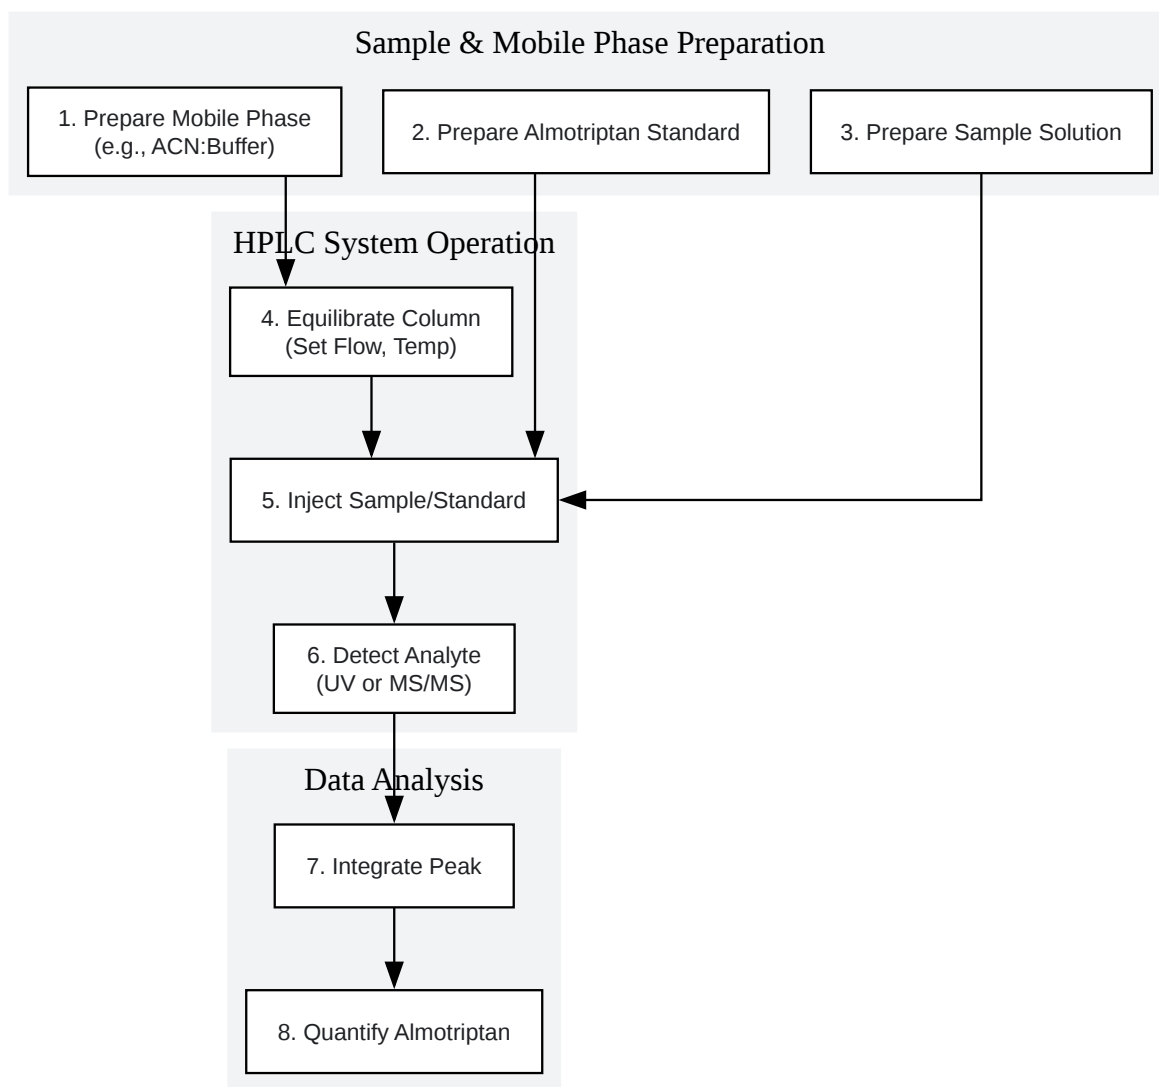 Sample & Mobile Phase Preparation
1. Prepare Mobile Phase
(e.g., ACN:Buffer)
2. Prepare Almotriptan Standard
3. Prepare Sample Solution
HPLC System Operation
4. Equilibrate Column
(Set Flow, Temp)
5. Inject Sample/Standard
6. Detect Analyte
(UV or MS/MS)
Data Analysis
7. Integrate Peak
8. Quantify Almotriptan